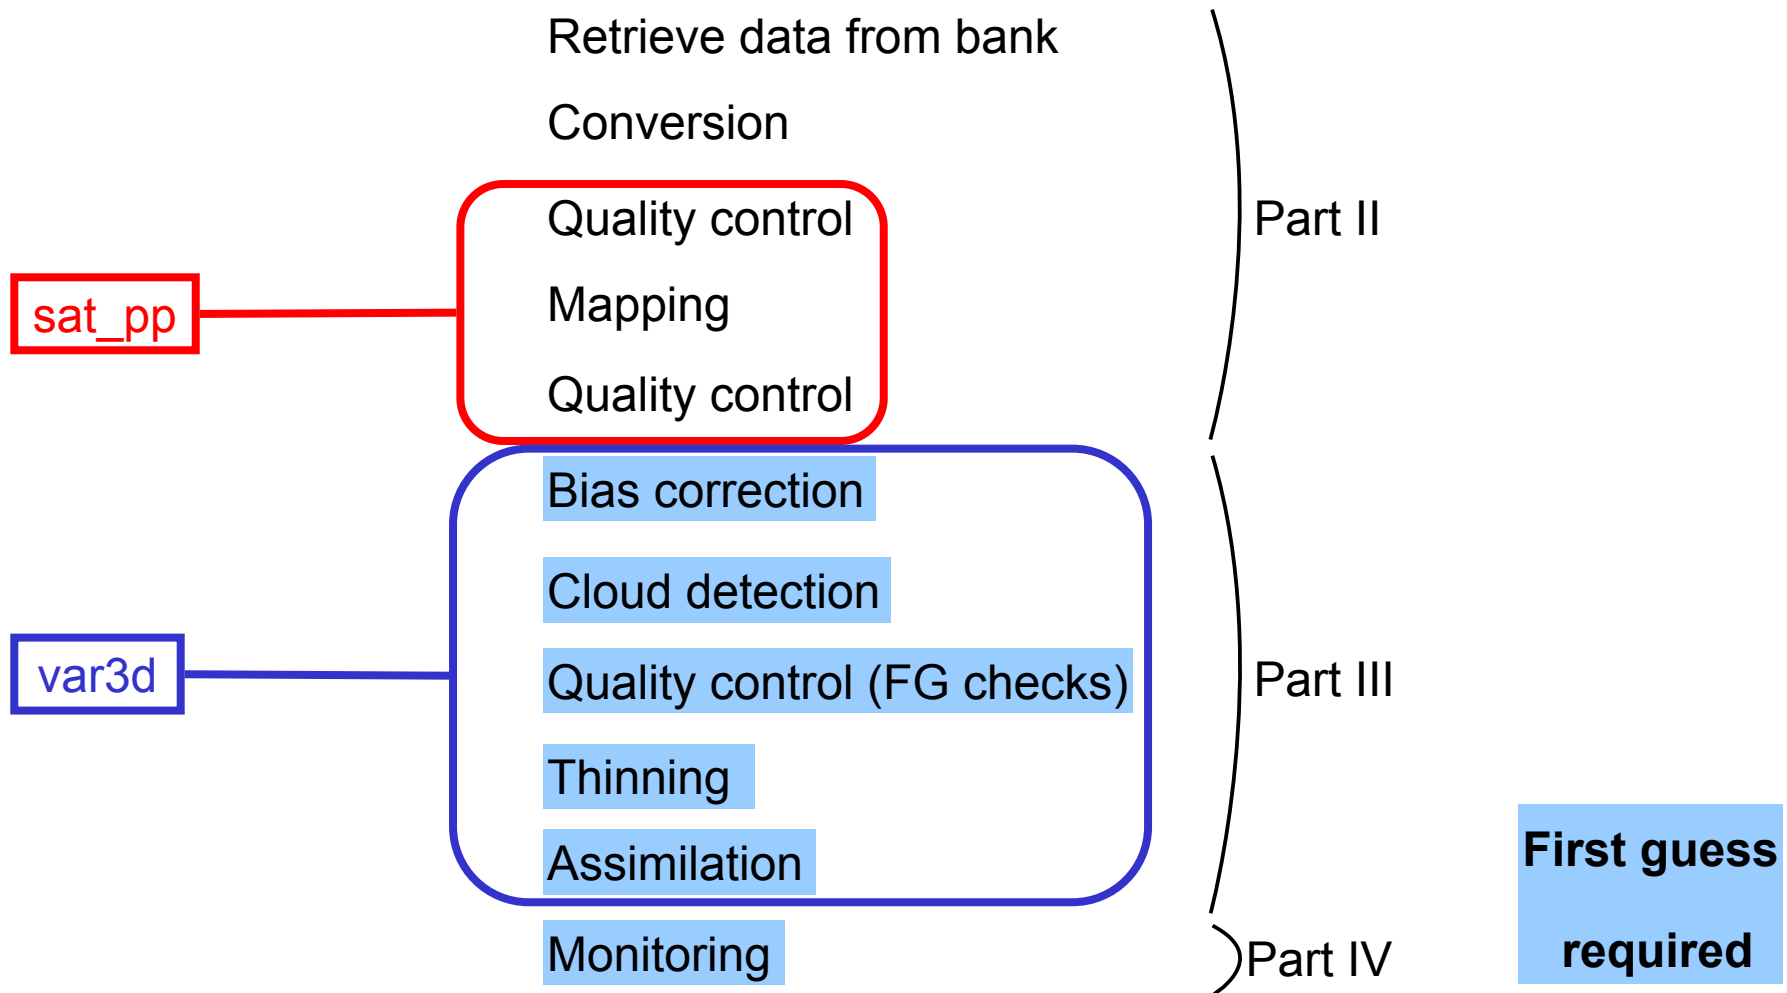 Retrieve data from bank
Conversion
Quality control
Part II
Mapping
sat_pp
Quality control
Bias correction
Cloud detection
var3d
Quality control (FG checks)
Part III
Thinning
Assimilation
First guess
required
Monitoring
Part IV